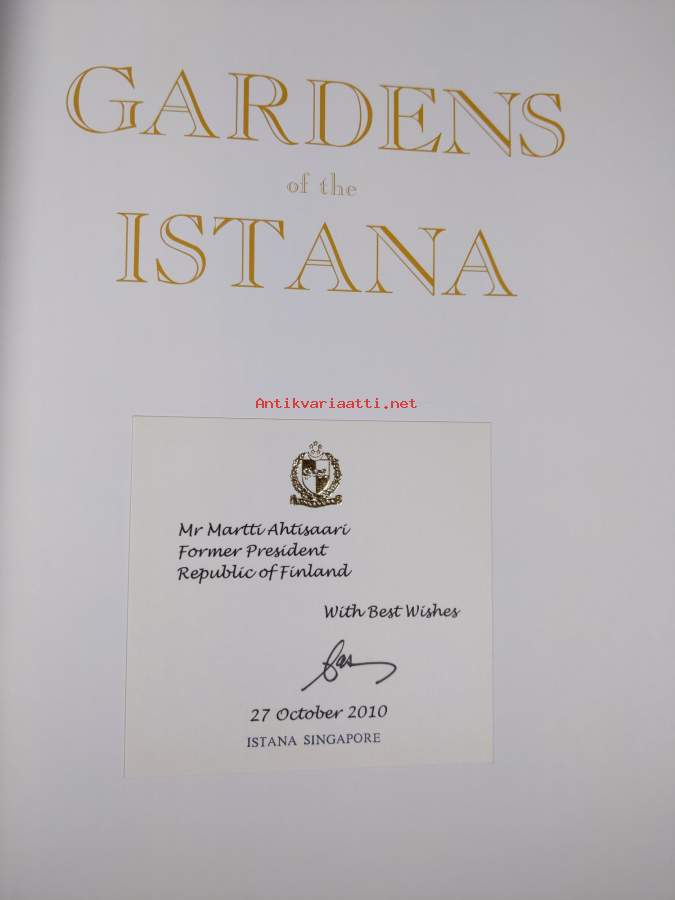 GARDENS
of the
ISTANA
Antikvariaatti.net
Mr Martti Ahtisaari
Former President
Republic of Finland
With Best Wishes
27 October 2010
ISTANA SINGAPORE